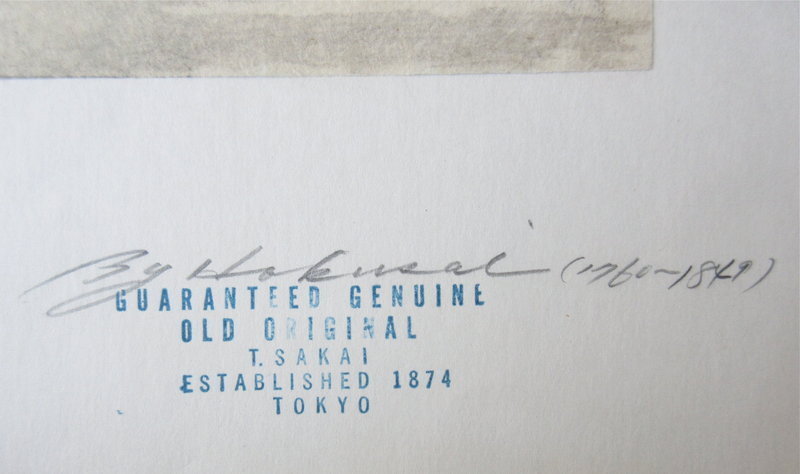 By Hokusai (1760~1849)
GUARANTEED GENUINE
OLD ORIGINAL
T. SAKAI
ESTABLISHED 1874
TOKYO